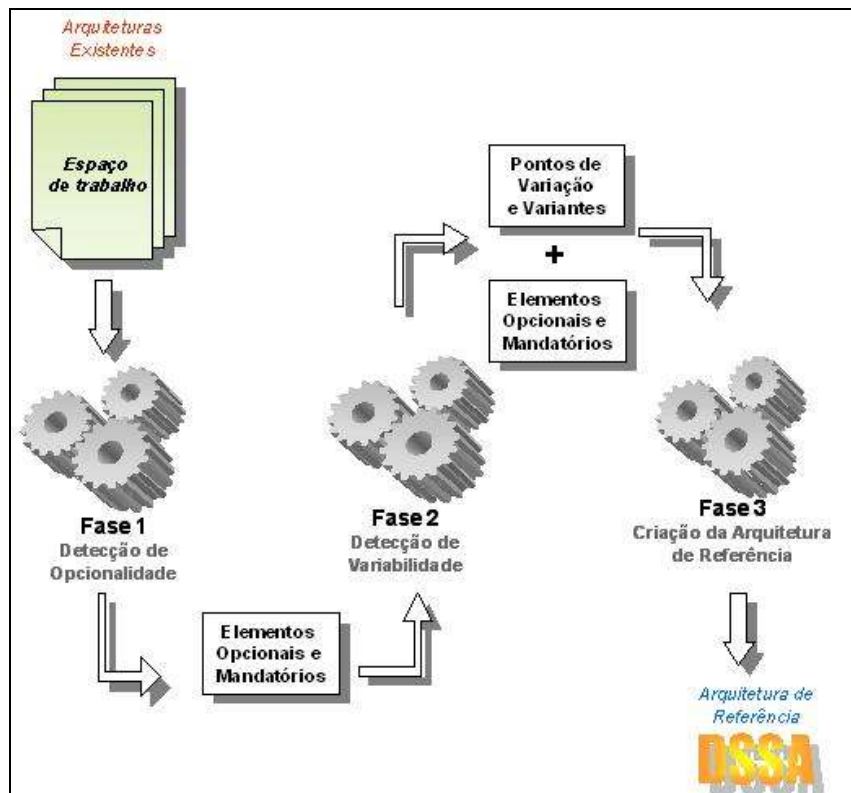 Arquiteturas
Existentes
Espaço
de trabalho
Fase 1
Detecção de
Opcionalidade
Elementos
Opcionais e
Mandatórios
Fase 2
Detecção de
Variabilidade
Pontos de
Variação
e Variantes
+
Elementos
Opcionais e
Mandatórios
Fase 3
Criação da Arquitetura
de Referência
Arquitetura de
Referência
DSSA